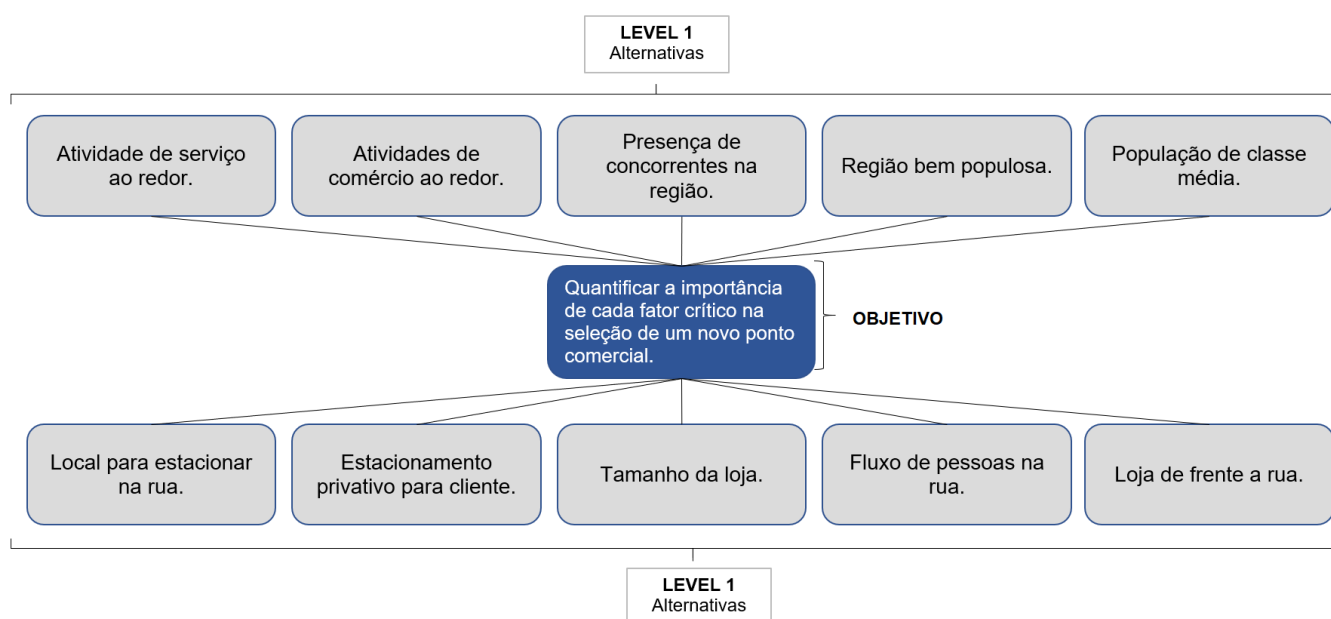 LEVEL 1
Alternativas
Atividade de serviço
ao redor.
Atividades de
comércio ao redor.
Presença de
concorrentes na
região.
Região bem populosa.
População de classe
média.
Quantificar a importância
de cada fator crítico na
seleção de um novo ponto
comercial.
OBJETIVO
Local para estacionar
na rua.
Estacionamento
privativo para cliente.
Tamanho da loja.
Fluxo de pessoas na
rua.
Loja de frente a rua.
LEVEL 1
Alternativas